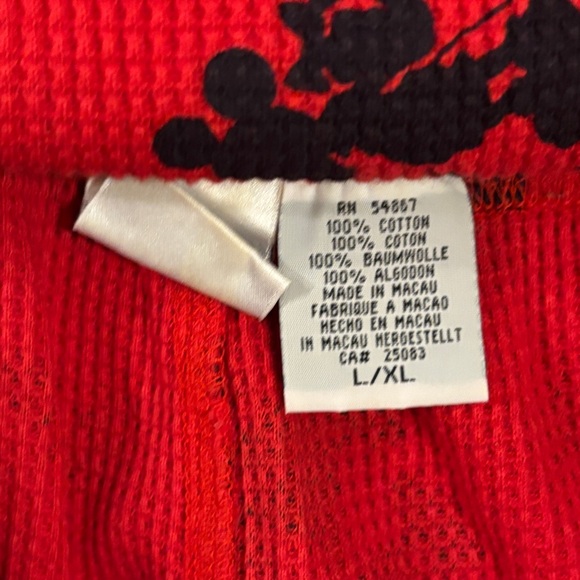 RN 54867
100% COTTON
100% COTON
100% BAUMWOLLE
100% ALGODON
MADE IN MACAU
FABRIQUE A MACAO
HECHO EN MACAU
IN MACAU HERGESTELLT
CA# 25083
L./XL.